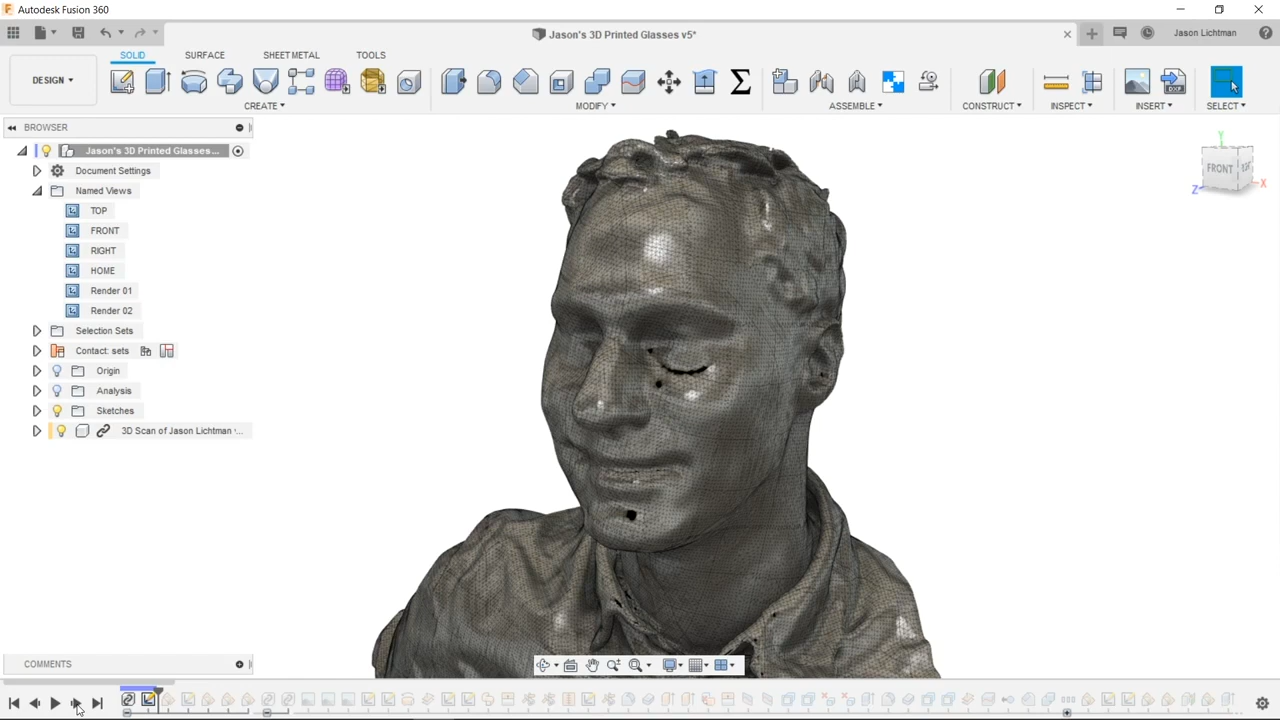 Autodesk Fusion 360
Jason's 3D Printed Glasses v5*
Jason Lichtman
DESIGN
SOLID SURFACE SHEET METAL TOOLS
CREATE MODIFY ASSEMBLE CONSTRUCT INSPECT INSERT SELECT
BROWSER
Jason's 3D Printed Glasses...
Document Settings
Named Views
TOP
FRONT
RIGHT
HOME
Render 01
Render 02
Selection Sets
Contact: sets
Origin
Analysis
Sketches
3D Scan of Jason Lichtman
Y
FRONT
Z
X
COMMENTS